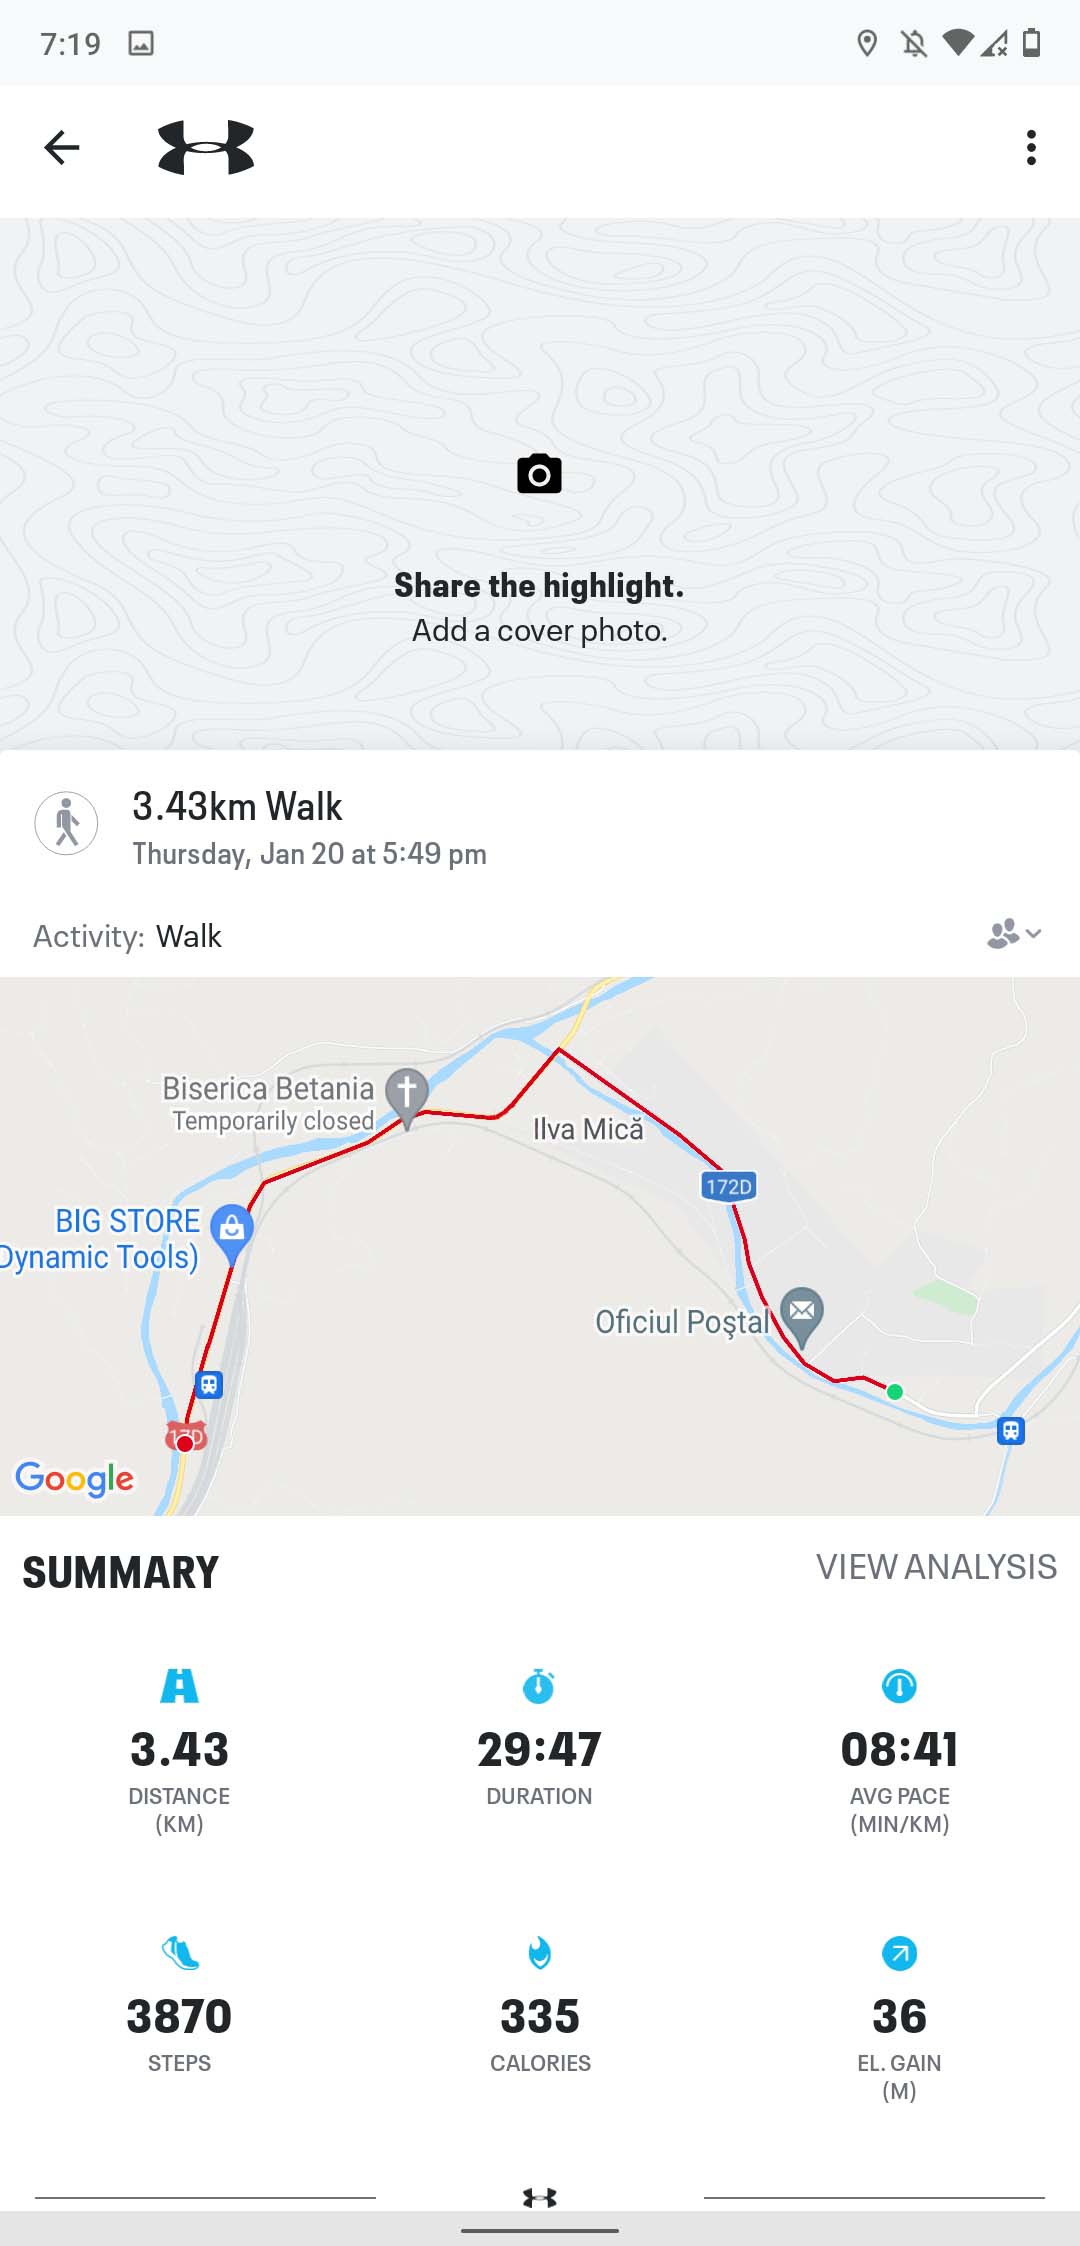 7:19
Share the highlight.
Add a cover photo.
3.43km Walk
Thursday, Jan 20 at 5:49 pm
Activity: Walk
Biserica Betania
Temporarily closed
Ilva Mică
172D
BIG STORE
Dynamic Tools)
Oficiul Poştal
17D
Google
SUMMARY
VIEW ANALYSIS
3.43
29:47
08:41
DISTANCE
(KM)
DURATION
AVG PACE
(MIN/KM)
3870
335
36
STEPS
CALORIES
EL. GAIN
(M)